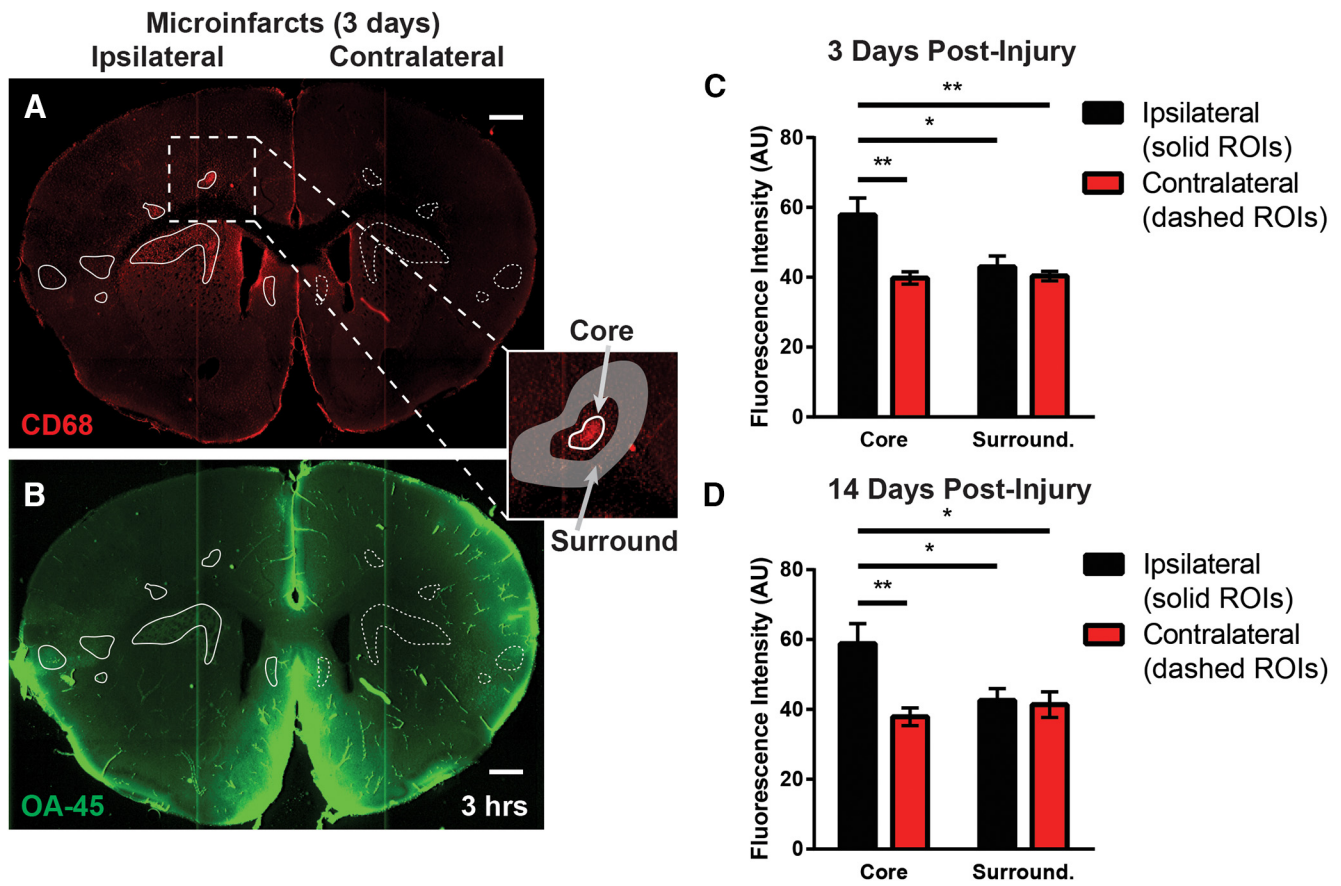 Microinfarcts (3 days)
Ipsilateral Contralateral
A
CD68
B
OA-45
3 hrs
Core
Surround
C
3 Days Post-Injury
**
*
**
Fluorescence Intensity (AU)
80
60
40
20
0
Core Surround.
Ipsilateral
(solid ROIs)
Contralateral
(dashed ROIs)
D
14 Days Post-Injury
*
*
**
Fluorescence Intensity (AU)
80
60
40
20
0
Core Surround.
Ipsilateral
(solid ROIs)
Contralateral
(dashed ROIs)